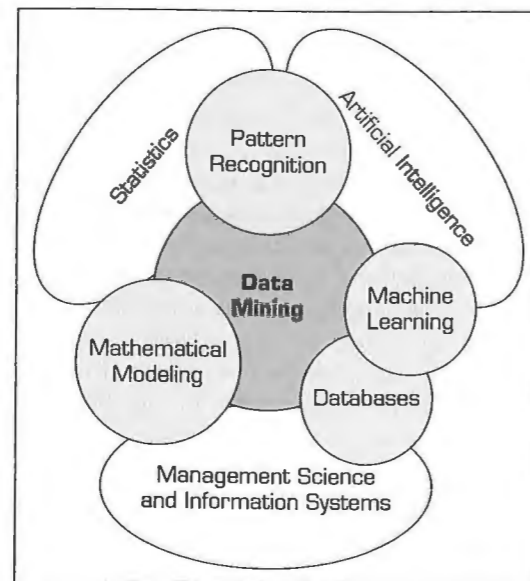 Statistics
Artificial Intelligence
Pattern
Recognition
Data
Mining
Machine
Learning
Mathematical
Modeling
Databases
Management Science
and Information Systems